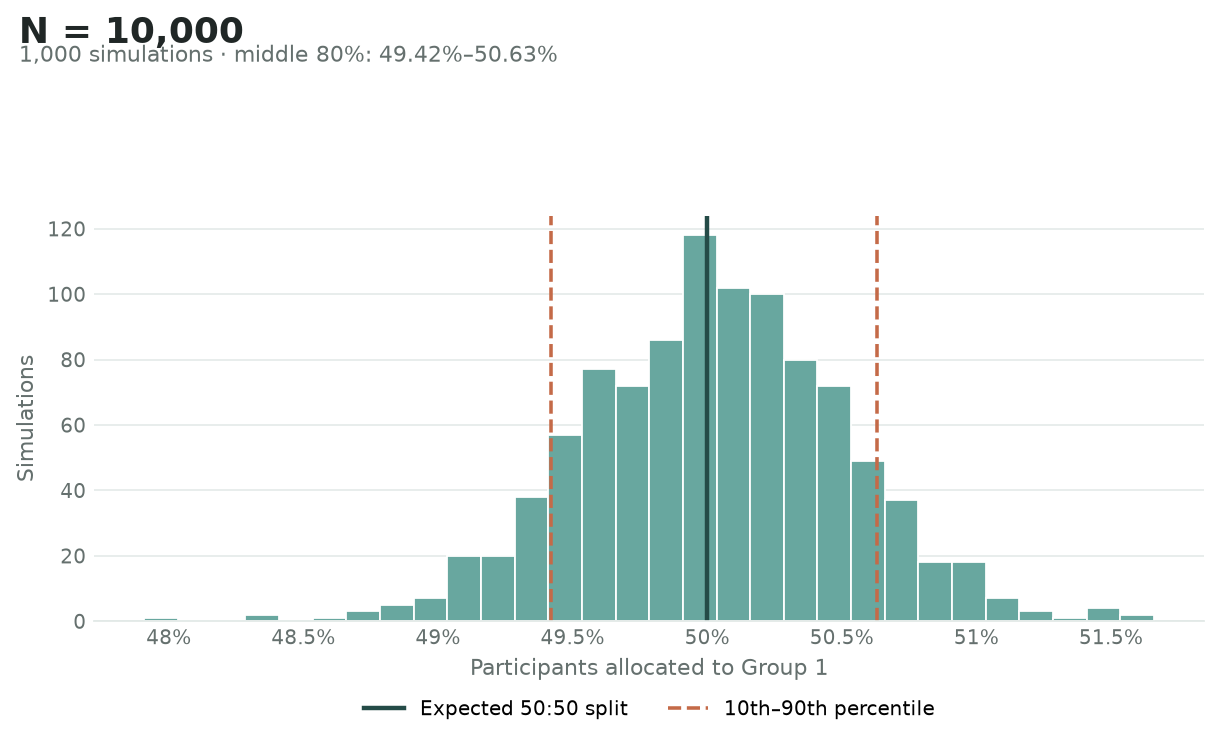 N = 10,000
1,000 simulations · middle 80%: 49.42%–50.63%
120
100
80
60
40
20
0
Simulations
48% 48.5% 49% 49.5% 50% 50.5% 51% 51.5%
Participants allocated to Group 1
Expected 50:50 split 10th–90th percentile